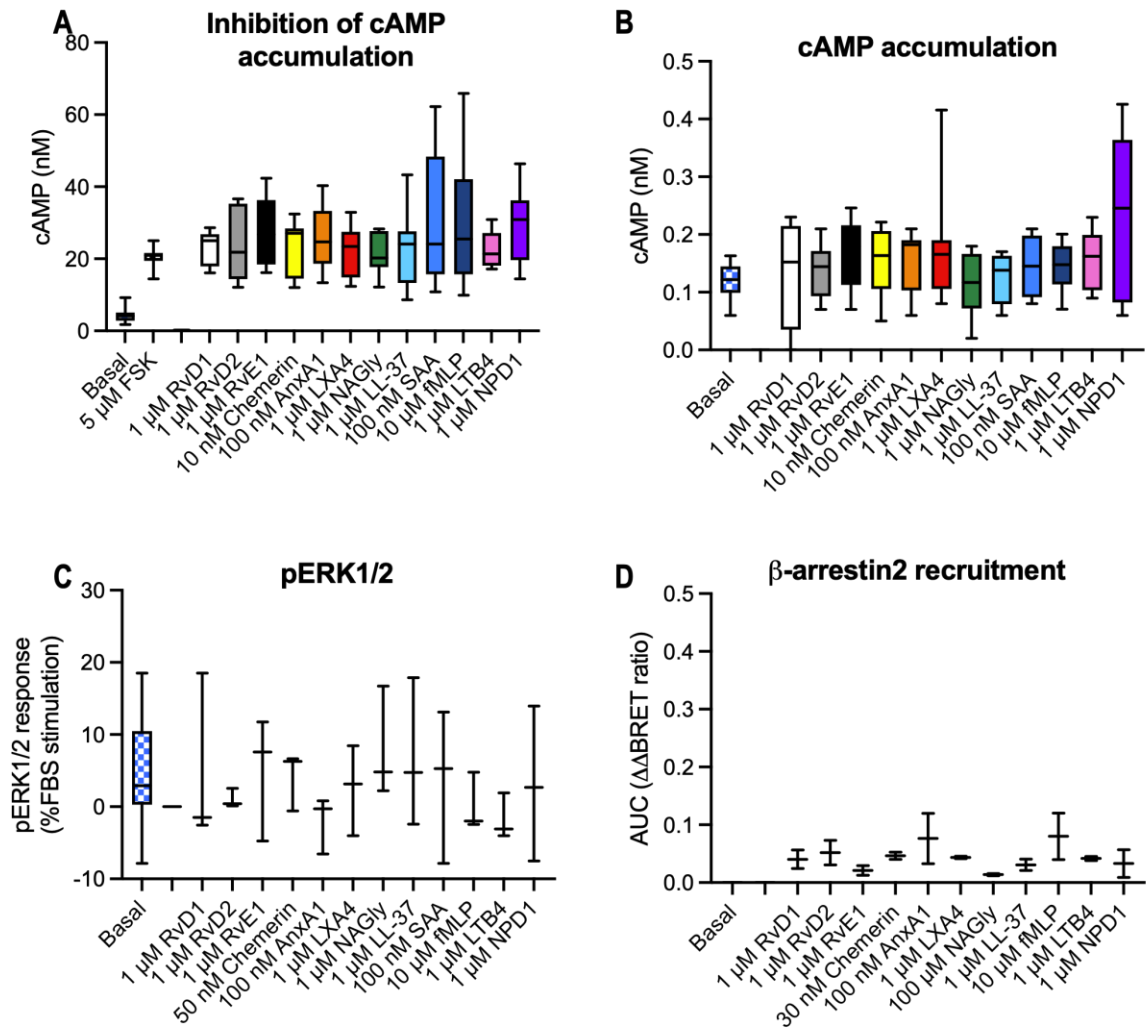 A
Inhibition of cAMP
accumulation
cAMP (nM)
80
60
40
20
0
Basal
5 µM FSK
1 µM RvD1
1 µM RvD2
1 µM RvE1
10 nM Chemerin
100 nM AnxA1
1 µM LXA4
1 µM NAGly
1 µM LL-37
100 nM SAA
10 µM fMLP
1 µM LTB4
1 µM NPD1
B
cAMP accumulation
cAMP (nM)
0.5
0.4
0.3
0.2
0.1
0.0
Basal
1 µM RvD1
1 µM RvD2
1 µM RvE1
10 nM Chemerin
100 nM AnxA1
1 µM LXA4
1 µM NAGly
1 µM LL-37
100 nM SAA
10 µM fMLP
1 µM LTB4
1 µM NPD1
C
pERK1/2
pERK1/2 response
(%FBS stimulation)
30
20
10
0
-10
Basal
1 µM RvD1
1 µM RvD2
1 µM RvE1
50 nM Chemerin
100 nM AnxA1
1 µM LXA4
1 µM NAGly
1 µM LL-37
100 nM SAA
10 µM fMLP
1 µM LTB4
1 µM NPD1
D
β-arrestin2 recruitment
AUC (ΔΔBRET ratio)
0.5
0.4
0.3
0.2
0.1
0.0
Basal
1 µM RvD1
1 µM RvD2
1 µM RvE1
30 nM Chemerin
100 nM AnxA1
1 µM LXA4
100 µM NAGly
1 µM LL-37
10 µM fMLP
1 µM LTB4
1 µM NPD1